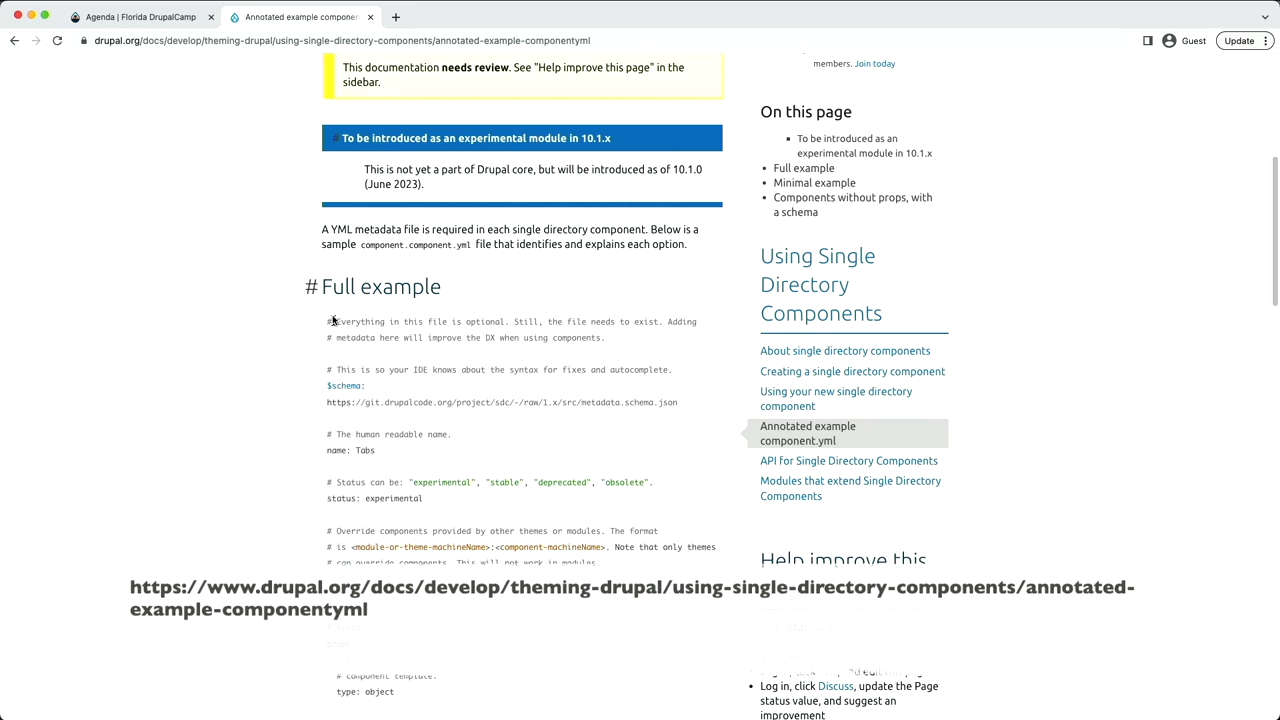 Agenda | Florida DrupalCamp
Annotated example componen
drupal.org/docs/develop/theming-drupal/using-single-directory-components/annotated-example-componentyml
Guest
Update
This documentation needs review. See "Help improve this page" in the
sidebar.
# To be introduced as an experimental module in 10.1.x
This is not yet a part of Drupal core, but will be introduced as of 10.1.0
(June 2023).
A YML metadata file is required in each single directory component. Below is a
sample component.component.yml file that identifies and explains each option.
# Full example
# Everything in this file is optional. Still, the file needs to exist. Adding
# metadata here will improve the DX when using components.
# This is so your IDE knows about the syntax for fixes and autocomplete.
$schema:
https://git.drupalcode.org/project/sdc/-/raw/1.x/src/metadata.schema.json
# The human readable name.
name: Tabs
# Status can be: "experimental", "stable", "deprecated", "obsolete".
status: experimental
# Override components provided by other themes or modules. The format
# is <module-or-theme-machineName>:<component-machineName>. Note that only themes
# can override components. This will not work in modules.
https://www.drupal.org/docs/develop/theming-drupal/using-single-directory-components/annotated-
example-componentyml
# component template.
type: object
members. Join today
On this page
To be introduced as an
experimental module in 10.1.x
Full example
Minimal example
Components without props, with
a schema
Using Single
Directory
Components
About single directory components
Creating a single directory component
Using your new single directory
component
Annotated example
component.yml
API for Single Directory Components
Modules that extend Single Directory
Components
Help improve this
Log in, click Discuss, update the Page
status value, and suggest an
improvement